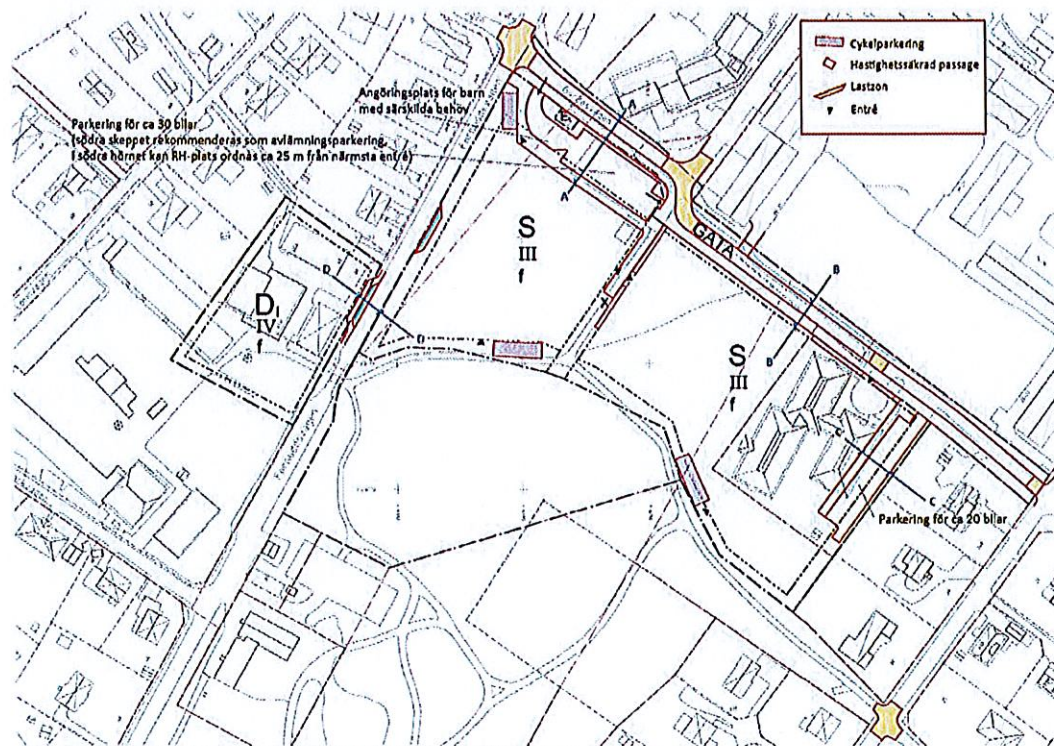 Cykelparkering
Hastighetssäkrad passage
Lastzon
Entré
Angöringsplats för barn
med särskilda behov
Parkering för ca 30 bilar
(södra skeppet rekommenderas som avlämningsparkering,
i södra hörnet kan RH-plats ordnas ca 25 m från närmsta entré)
A
A
S
III
f
GATA
B
B
D
D₁
IV
f
D
S
III
f
C
C
Parkering för ca 20 bilar